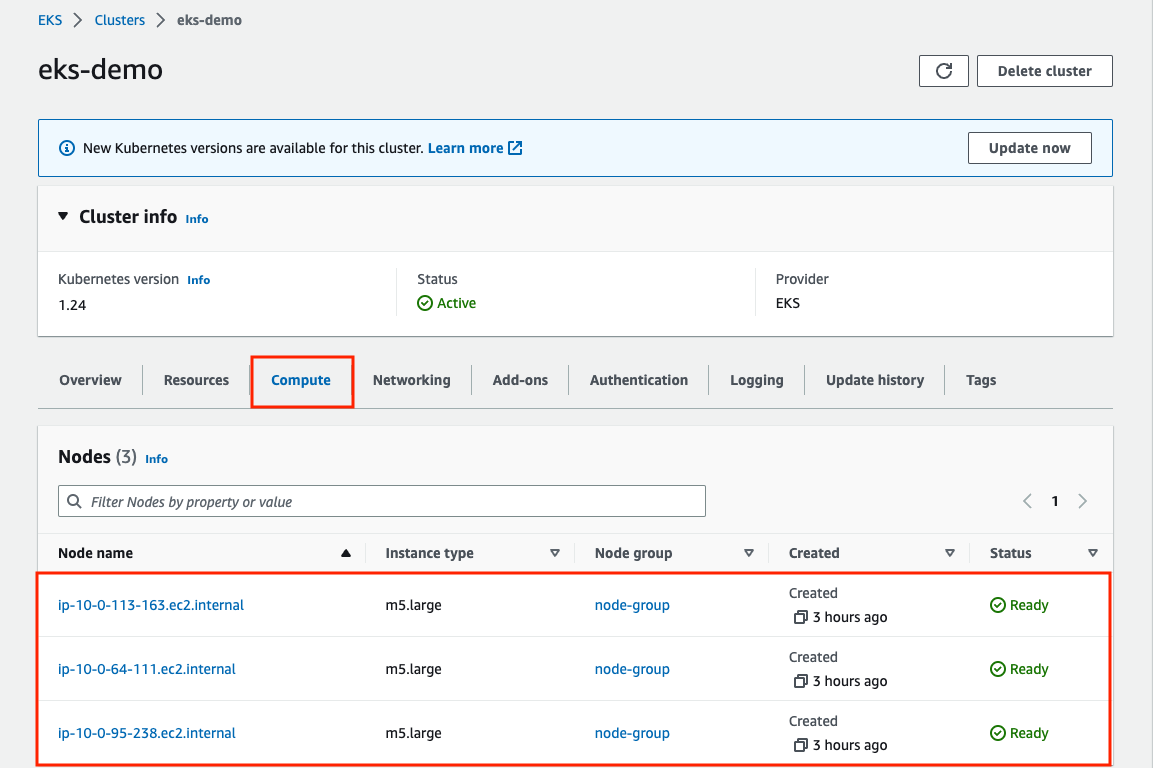 EKS > Clusters > eks-demo
eks-demo
Delete cluster
New Kubernetes versions are available for this cluster. Learn more
Update now
Cluster info Info
Kubernetes version Info
1.24
Status
Active
Provider
EKS
Overview Resources Compute Networking Add-ons Authentication Logging Update history Tags
Nodes (3) Info
Filter Nodes by property or value
1
Node name Instance type Node group Created Status
ip-10-0-113-163.ec2.internal m5.large node-group Created 3 hours ago Ready
ip-10-0-64-111.ec2.internal m5.large node-group Created 3 hours ago Ready
ip-10-0-95-238.ec2.internal m5.large node-group Created 3 hours ago Ready